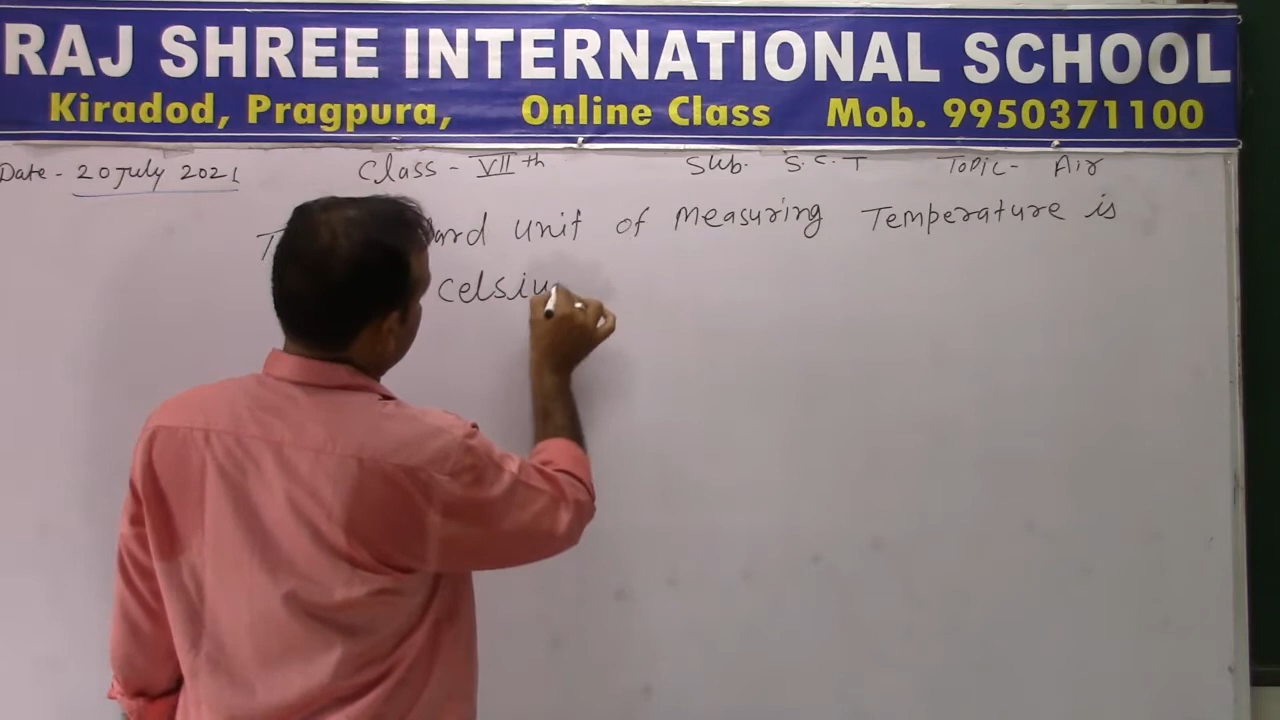 RAJ SHREE INTERNATIONAL SCHOOL
Kiradod, Pragpura, Online Class Mob. 9950371100
Date - 20 July 2021 Class - VII th Sub. S.S.T Topic - Air
unit of Measuring Temperature is
celsiu